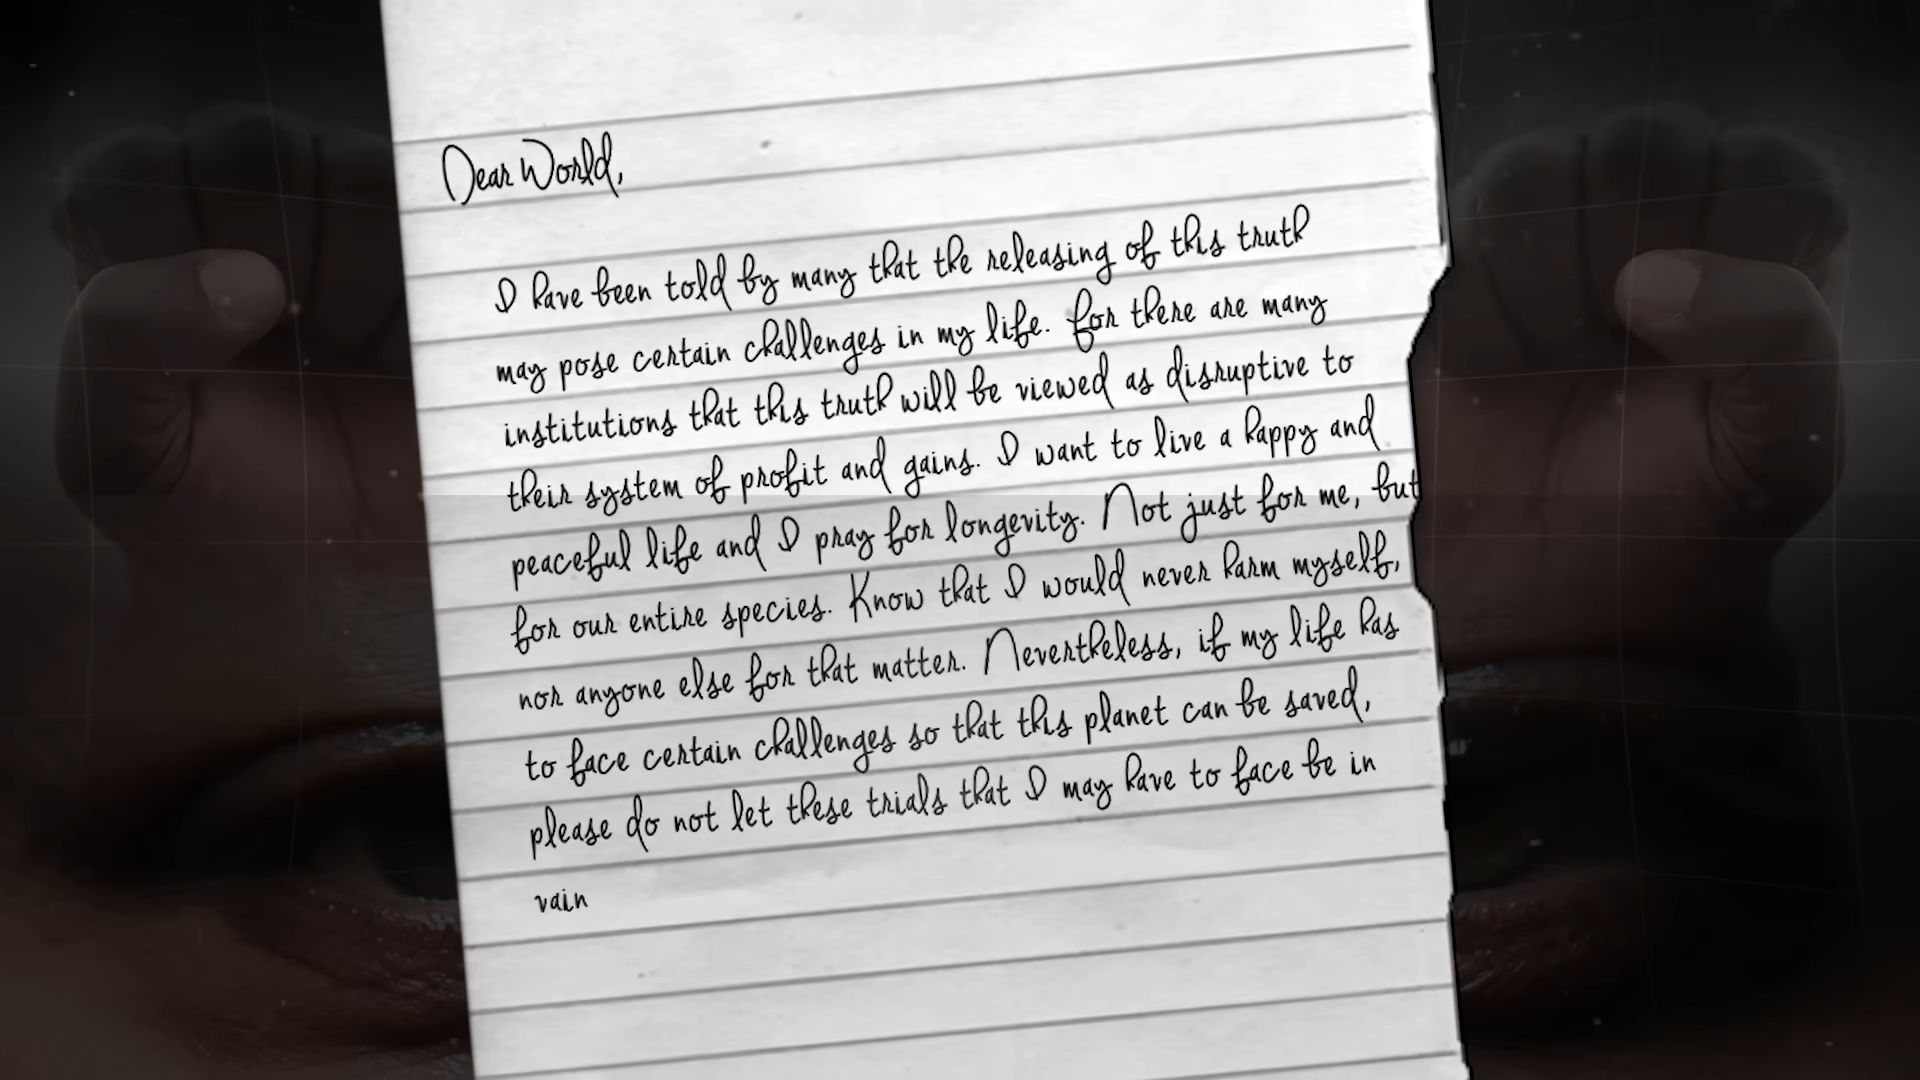 Dear World,
I have been told by many that the releasing of this truth
may pose certain challenges in my life. for there are many
institutions that this truth will be viewed as disruptive to
their system of profit and gains. I want to live a happy and
peaceful life and I pray for longevity. Not just for me, but
for our entire species. Know that I would never harm myself,
nor anyone else for that matter. Nevertheless, if my life has
to face certain challenges so that this planet can be saved,
please do not let these trials that I may have to face be in
vain